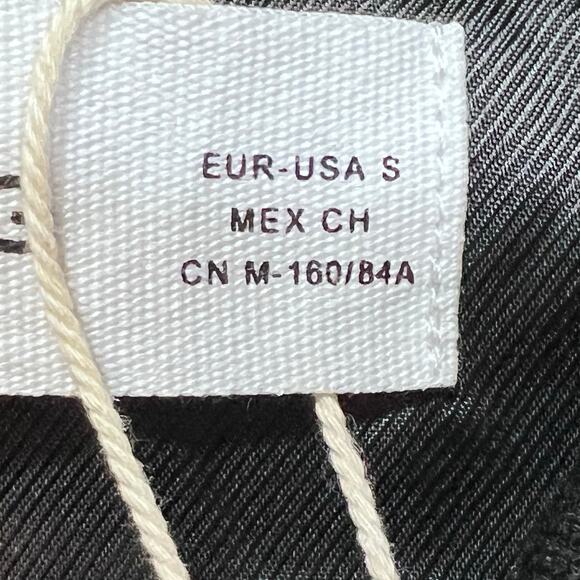 EUR-USA S
MEX CH
CN M-160/84A